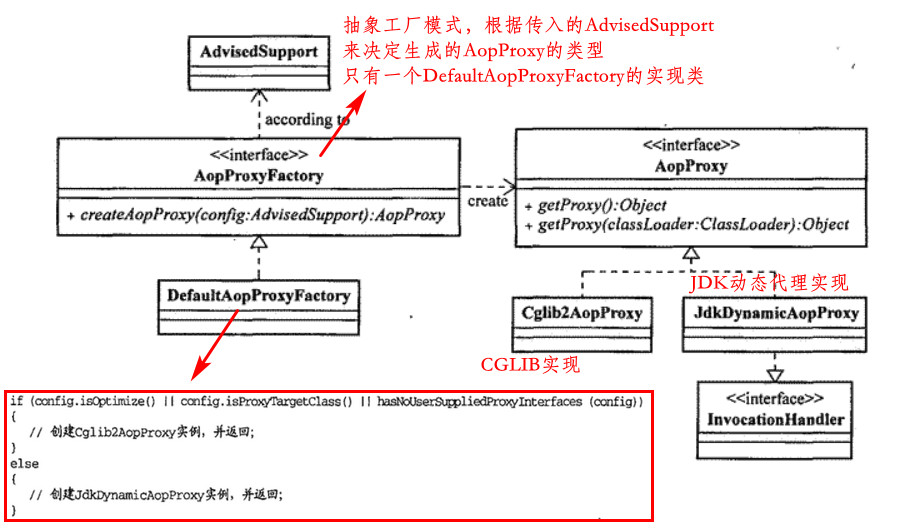 抽象工厂模式，根据传入的AdvisedSupport
来决定生成的AopProxy的类型
只有一个DefaultAopProxyFactory的实现类
AdvisedSupport
according to
<<interface>>
AopProxyFactory
+ createAopProxy(config:AdvisedSupport):AopProxy
create
<<interface>>
AopProxy
+ getProxy():Object
+ getProxy(classLoader:ClassLoader):Object
DefaultAopProxyFactory
JDK动态代理实现
Cglib2AopProxy
JdkDynamicAopProxy
CGLIB实现
<<interface>>
InvocationHandler
if (config.isOptimize() || config.isProxyTargetClass() || hasNoUserSuppliedProxyInterfaces (config))
{
// 创建Cglib2AopProxy实例，并返回；
}
else
{
// 创建JdkDynamicAopProxy实例，并返回；
}